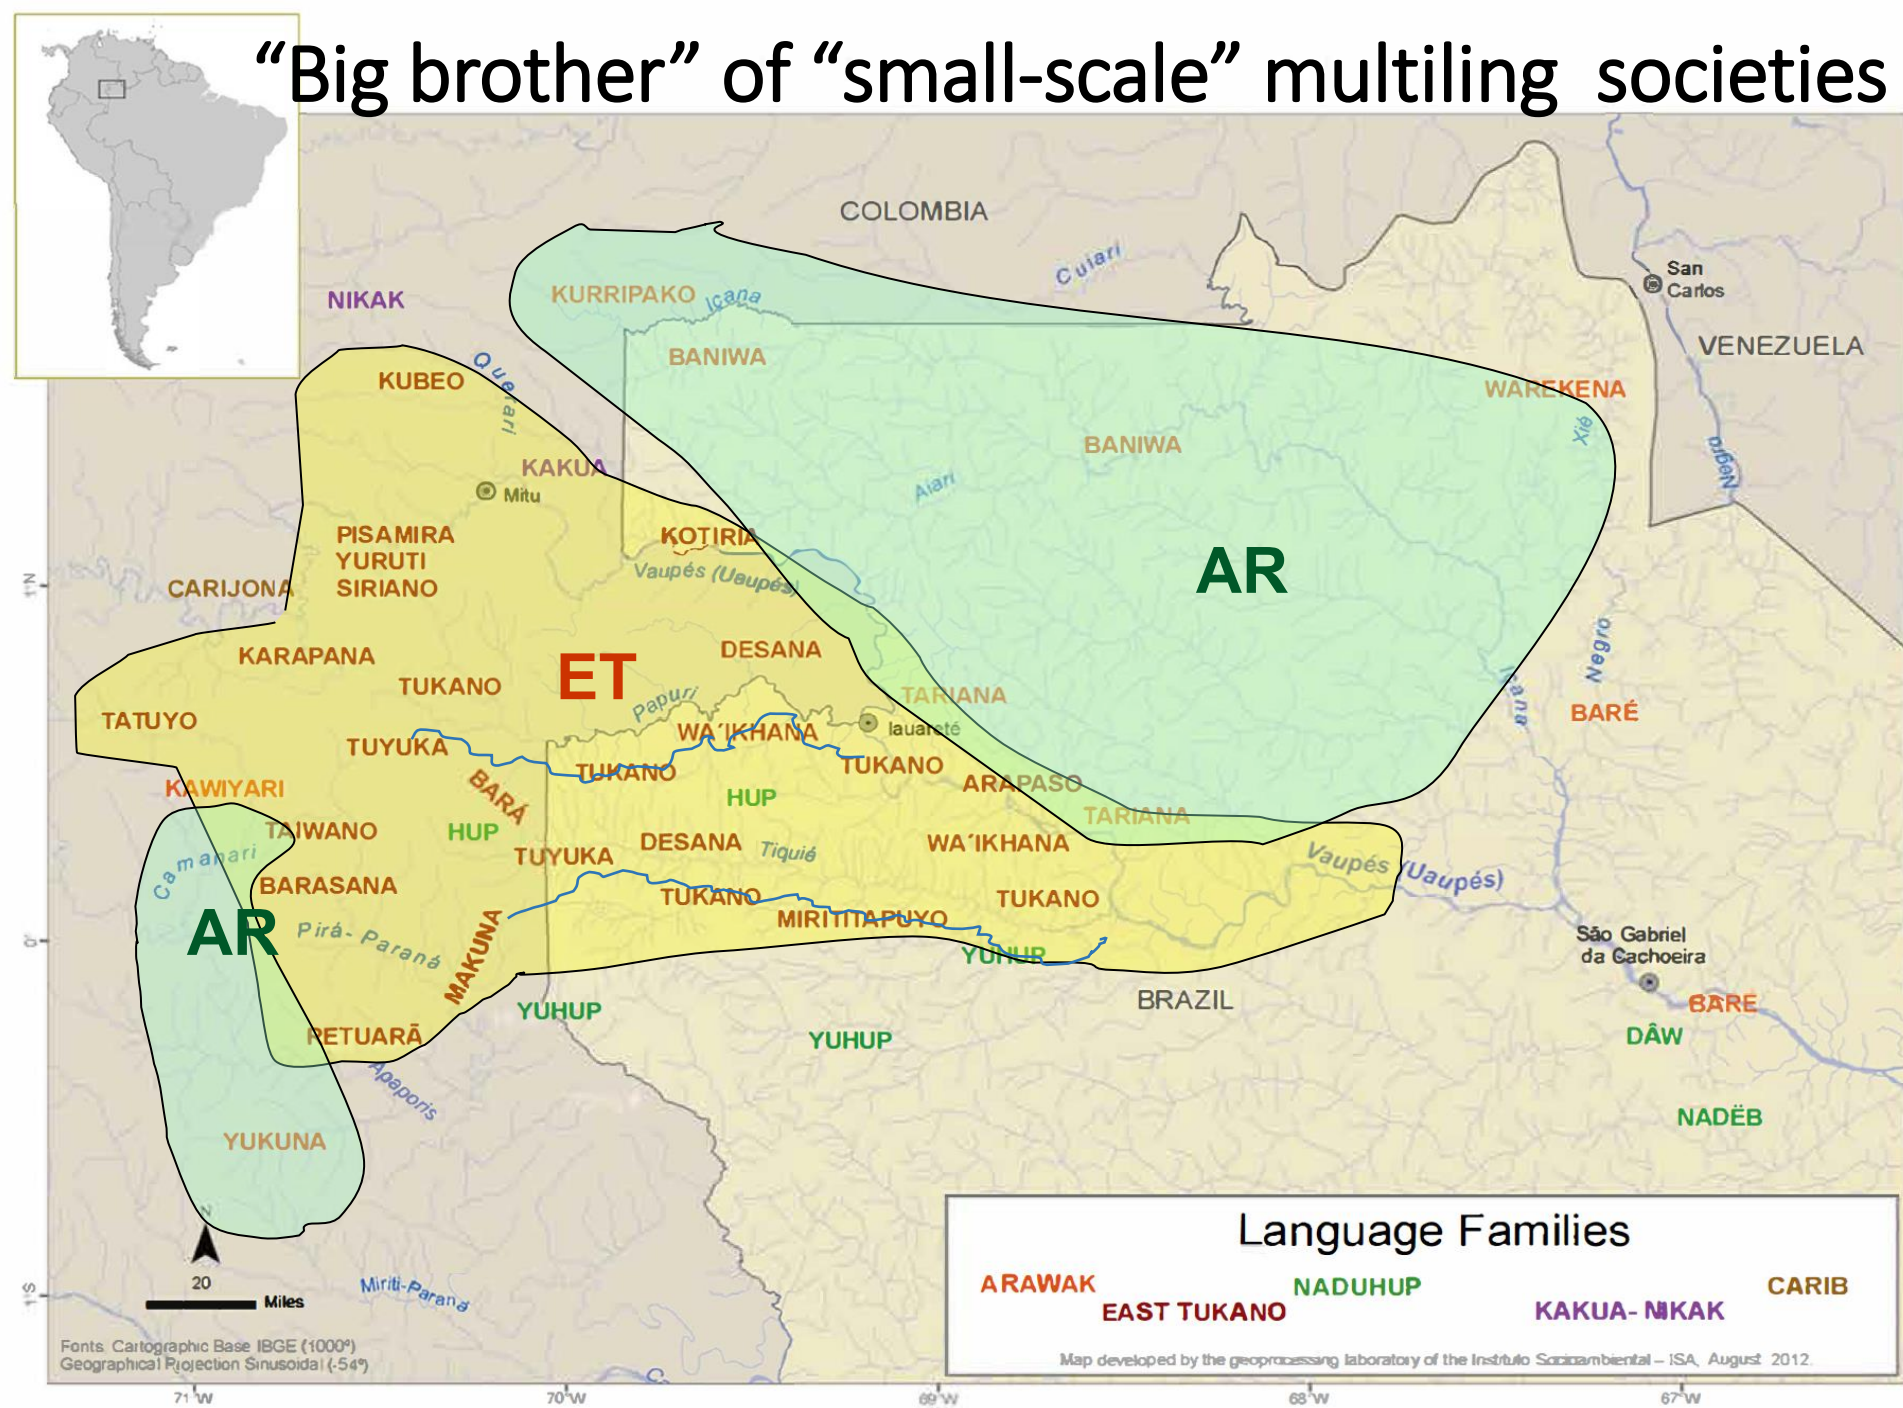 “Big brother” of “small-scale” multiling societies
COLOMBIA
Cuiari
San
Carlos
NIKAK
KURRIPAKO
Içana
VENEZUELA
BANIWA
Querari
KUBEO
WAREKENA
Xié
BANIWA
Negro
KAKUA
Mitu
Aiari
PISAMIRA
YURUTI
SIRIANO
KOTIRIA
Vaupés (Uaupés)
AR
1°N
CARIJONA
KARAPANA
DESANA
Negro
TUKANO
ET
Papuri
TARIANA
Içana
BARÉ
TATUYO
WA´IKHANA
Iauareté
TUYUKA
TUKANO
TUKANO
KAWIYARI
BARÁ
HUP
ARAPASO
TARIANA
TAIWANO
HUP
DESANA
Tiquié
WA´IKHANA
Camanari
TUYUKA
Vaupés (Uaupés)
BARASANA
TUKANO
TUKANO
AR
Pirá-Paraná
MAKUNA
MIRITITAPUYO
0°
YUHUP
São Gabriel
da Cachoeira
YUHUP
BRAZIL
BARE
PETUARÃ
YUHUP
DÂW
Apaporis
NADËB
YUKUNA
N
20
Miles
Miriti-Paraná
1°S
Language Families
ARAWAK
NADUHUP
CARIB
EAST TUKANO
KAKUA- NIKAK
Fonts: Cartographic Base IBGE (1000°)
Geographical Projection Sinusoidal (-54°)
Map developed by the geoprocessing laboratory of the Instituto Socioambiental – ISA, August 2012.
71°W
70°W
69°W
68°W
67°W